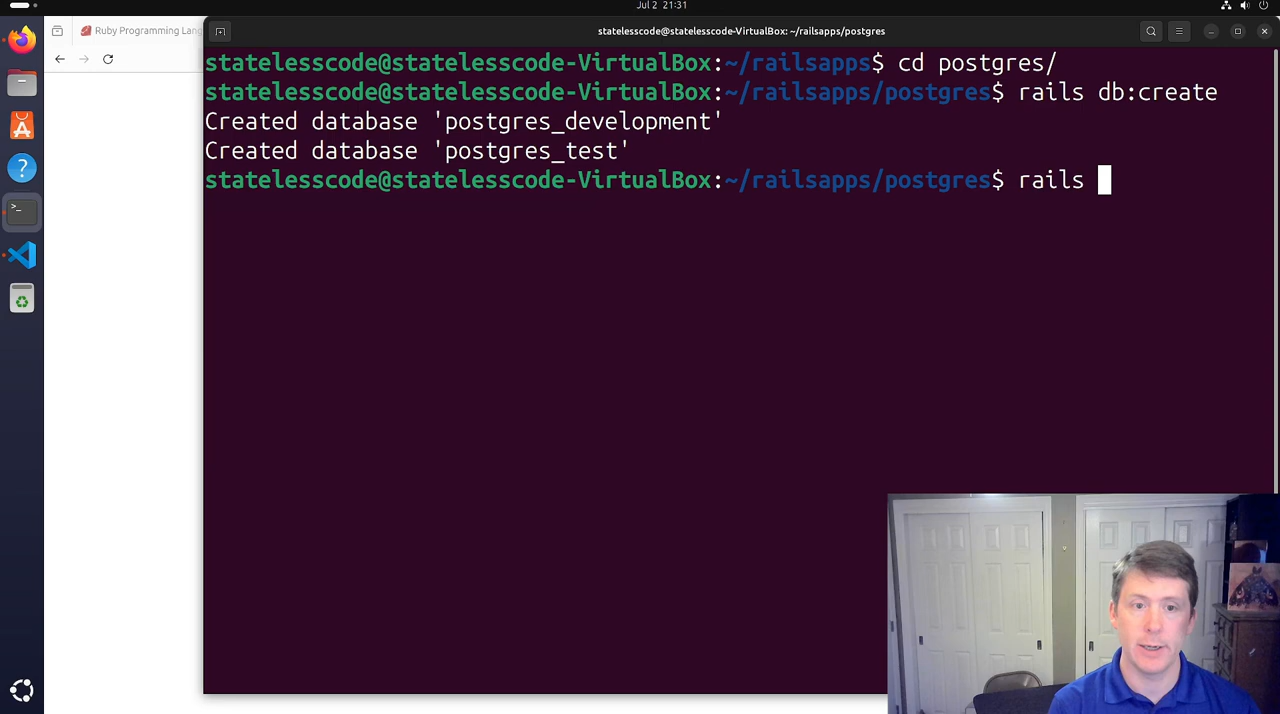 Jul 2 21:31
Ruby Programming Lang
statelesscode@statelesscode-VirtualBox: ~/railsapps/postgres
statelesscode@statelesscode-VirtualBox:~/railsapps$ cd postgres/
statelesscode@statelesscode-VirtualBox:~/railsapps/postgres$ rails db:create
Created database 'postgres_development'
Created database 'postgres_test'
statelesscode@statelesscode-VirtualBox:~/railsapps/postgres$ rails